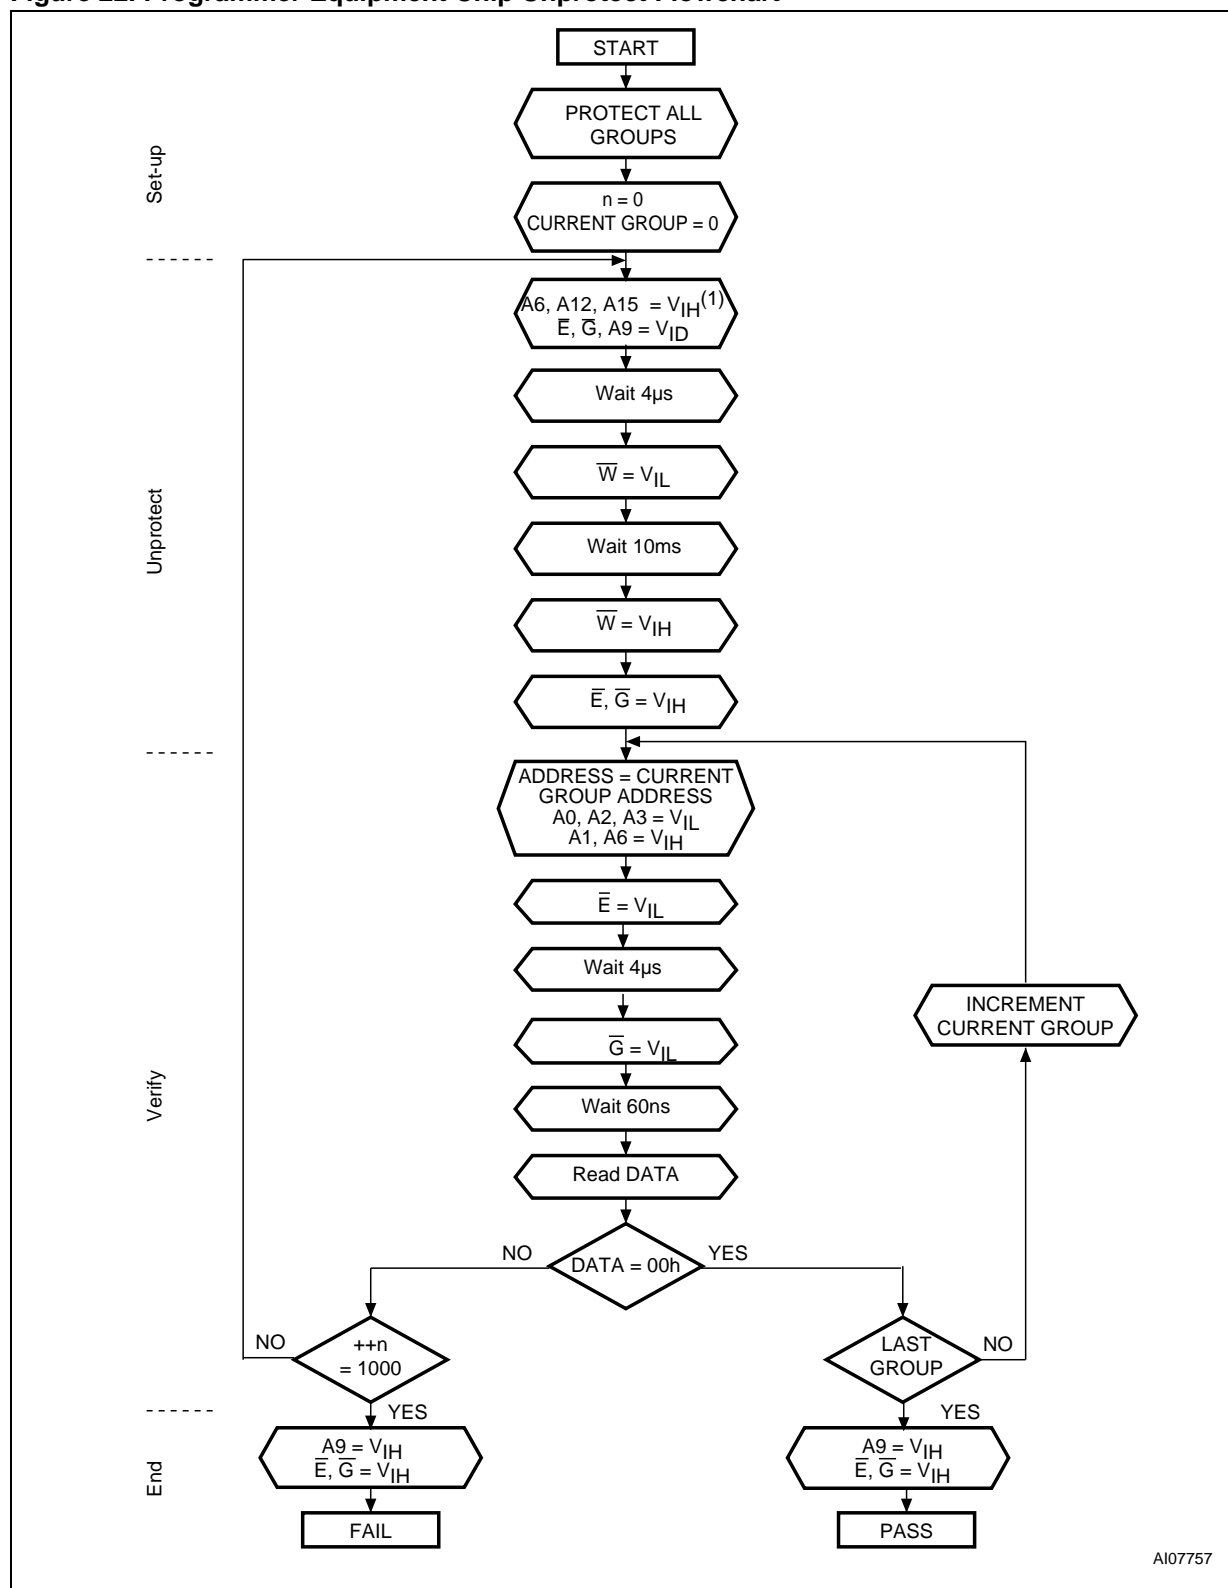 Figure 22. Programmer Equipment Chip Unprotect Flowchart
START
PROTECT ALL
GROUPS
Set-up
n = 0
CURRENT GROUP = 0
A6, A12, A15 = VIH(1)
E̅, G̅, A9 = VID
Wait 4µs
W̅ = VIL
Unprotect
Wait 10ms
W̅ = VIH
E̅, G̅ = VIH
ADDRESS = CURRENT
GROUP ADDRESS
A0, A2, A3 = VIL
A1, A6 = VIH
E̅ = VIL
Wait 4µs
INCREMENT
CURRENT GROUP
G̅ = VIL
Verify
Wait 60ns
Read DATA
NO
DATA = 00h
YES
NO
++n
= 1000
LAST
GROUP
NO
YES
YES
End
A9 = VIH
E̅, G̅ = VIH
A9 = VIH
E̅, G̅ = VIH
FAIL
PASS
AI07757